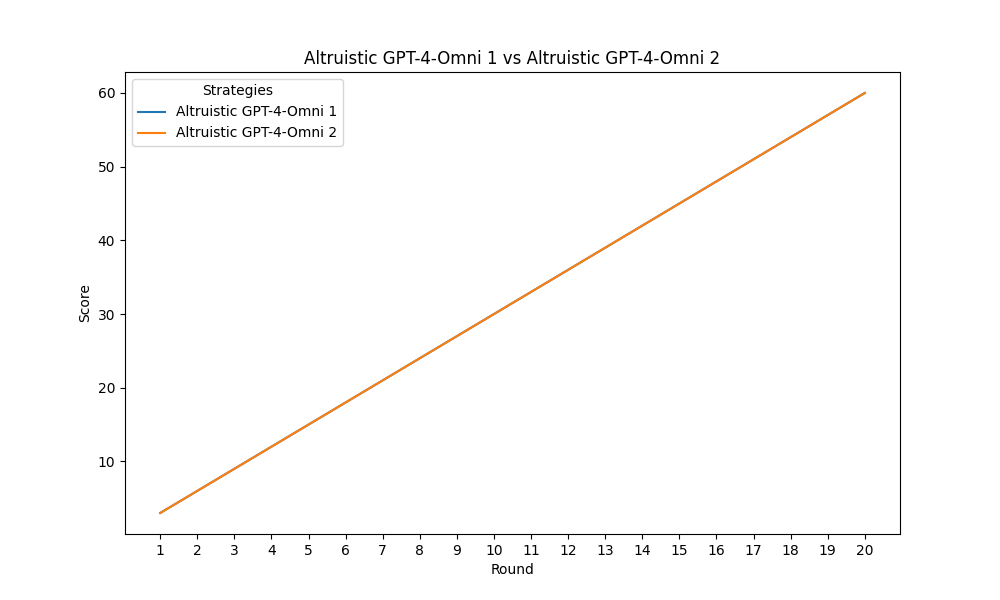 Altruistic GPT-4-Omni 1 vs Altruistic GPT-4-Omni 2
Strategies
Altruistic GPT-4-Omni 1
Altruistic GPT-4-Omni 2
60
50
40
30
20
10
Score
1 2 3 4 5 6 7 8 9 10 11 12 13 14 15 16 17 18 19 20
Round